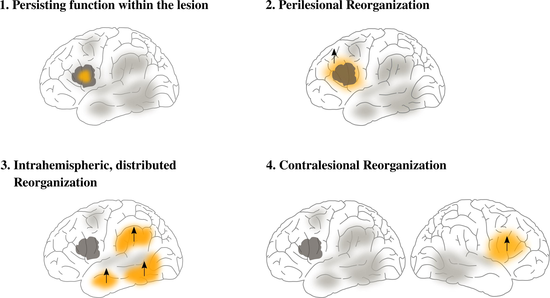 1. Persisting function within the lesion
2. Perilesional Reorganization
3. Intrahemispheric, distributed
Reorganization
4. Contralesional Reorganization